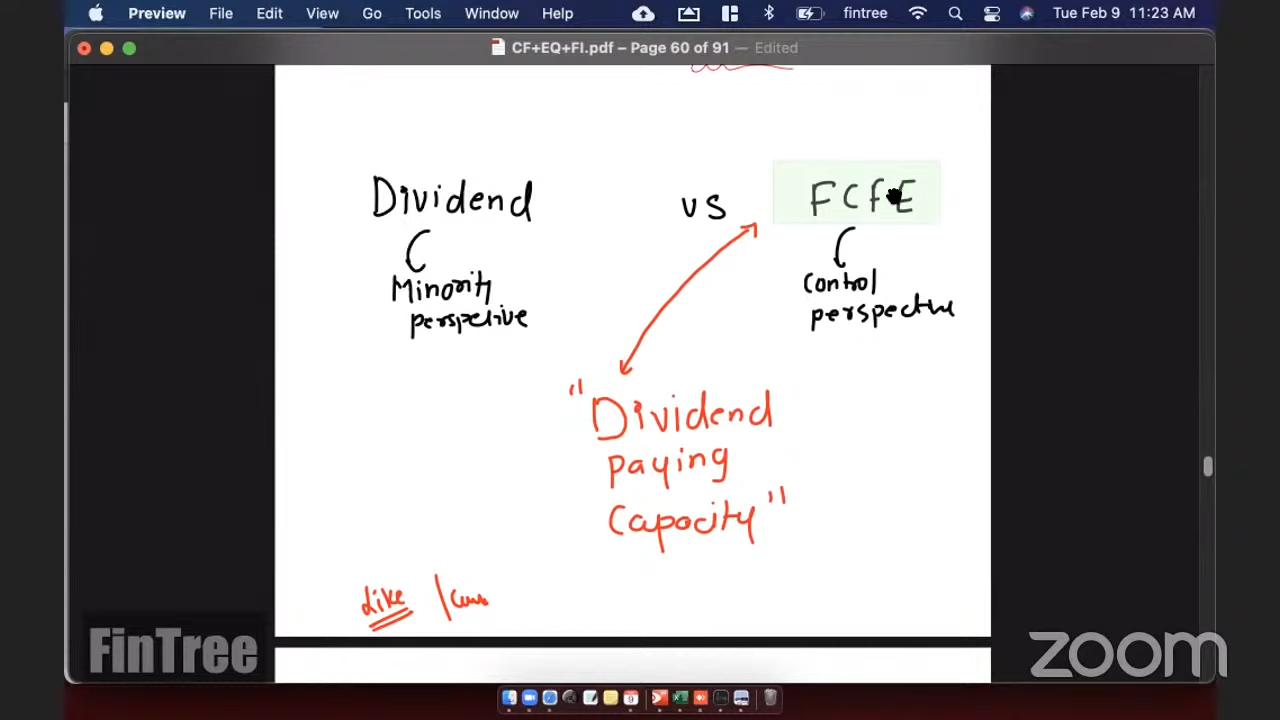 Preview File Edit View Go Tools Window Help fintree Tue Feb 9 11:23 AM
CF+EQ+FI.pdf – Page 60 of 91 — Edited
Dividend vs FCFE
Minority perspective
Control perspective
"Dividend
Paying
Capacity"
Like
FinTree
zoom